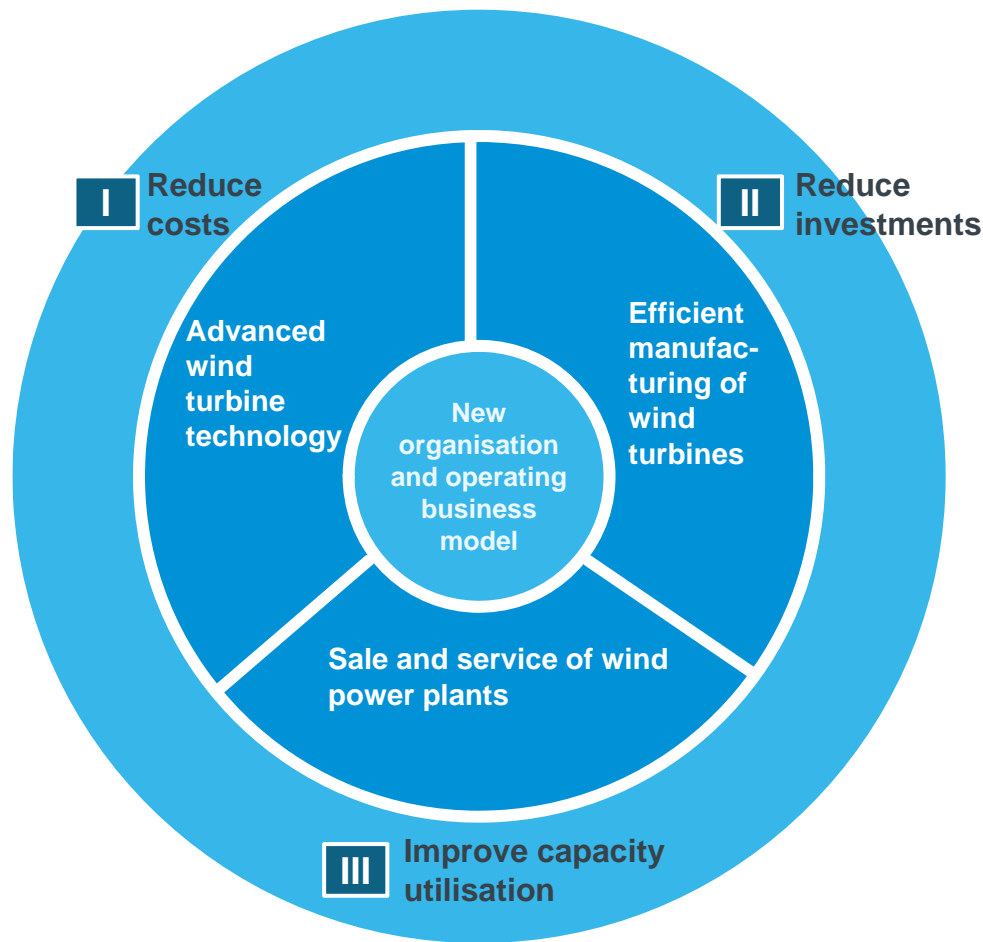 I
Reduce
costs
II
Reduce
investments
Advanced
wind
turbine
technology
Efficient
manufac-
turing of
wind
turbines
New
organisation
and operating
business
model
Sale and service of wind
power plants
III
Improve capacity
utilisation